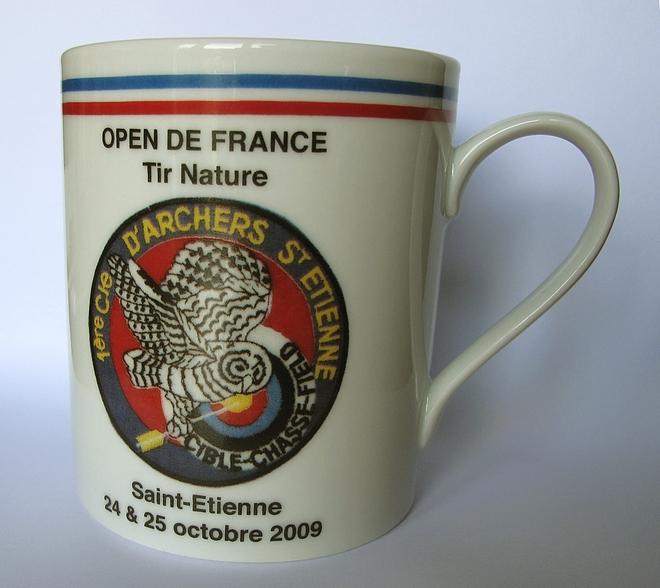 OPEN DE FRANCE
Tir Nature
1ère Cie D'ARCHERS ST ETIENNE
CIBLE-CHASSE-FIELD
Saint-Etienne
24 & 25 octobre 2009